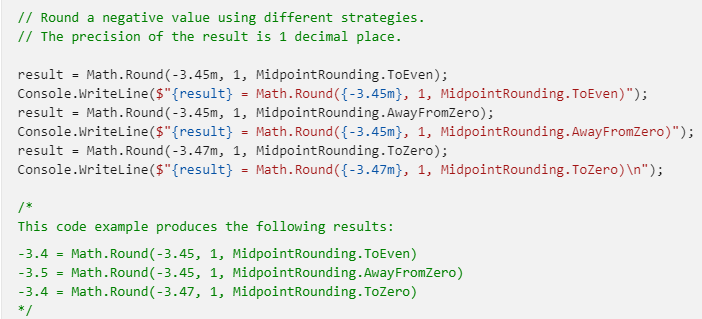 // Round a negative value using different strategies.
// The precision of the result is 1 decimal place.
result = Math.Round(-3.45m, 1, MidpointRounding.ToEven);
Console.WriteLine($"{result} = Math.Round({-3.45m}, 1, MidpointRounding.ToEven)");
result = Math.Round(-3.45m, 1, MidpointRounding.AwayFromZero);
Console.WriteLine($"{result} = Math.Round({-3.45m}, 1, MidpointRounding.AwayFromZero)");
result = Math.Round(-3.47m, 1, MidpointRounding.ToZero);
Console.WriteLine($"{result} = Math.Round({-3.47m}, 1, MidpointRounding.ToZero)\n");
/*
This code example produces the following results:
-3.4 = Math.Round(-3.45, 1, MidpointRounding.ToEven)
-3.5 = Math.Round(-3.45, 1, MidpointRounding.AwayFromZero)
-3.4 = Math.Round(-3.47, 1, MidpointRounding.ToZero)
*/